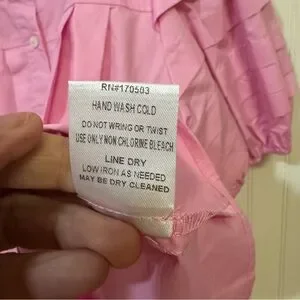 RN#170503
HAND WASH COLD
DO NOT WRING OR TWIST
USE ONLY NON CHLORINE BLEACH
LINE DRY
LOW IRON AS NEEDED
MAY BE DRY CLEANED